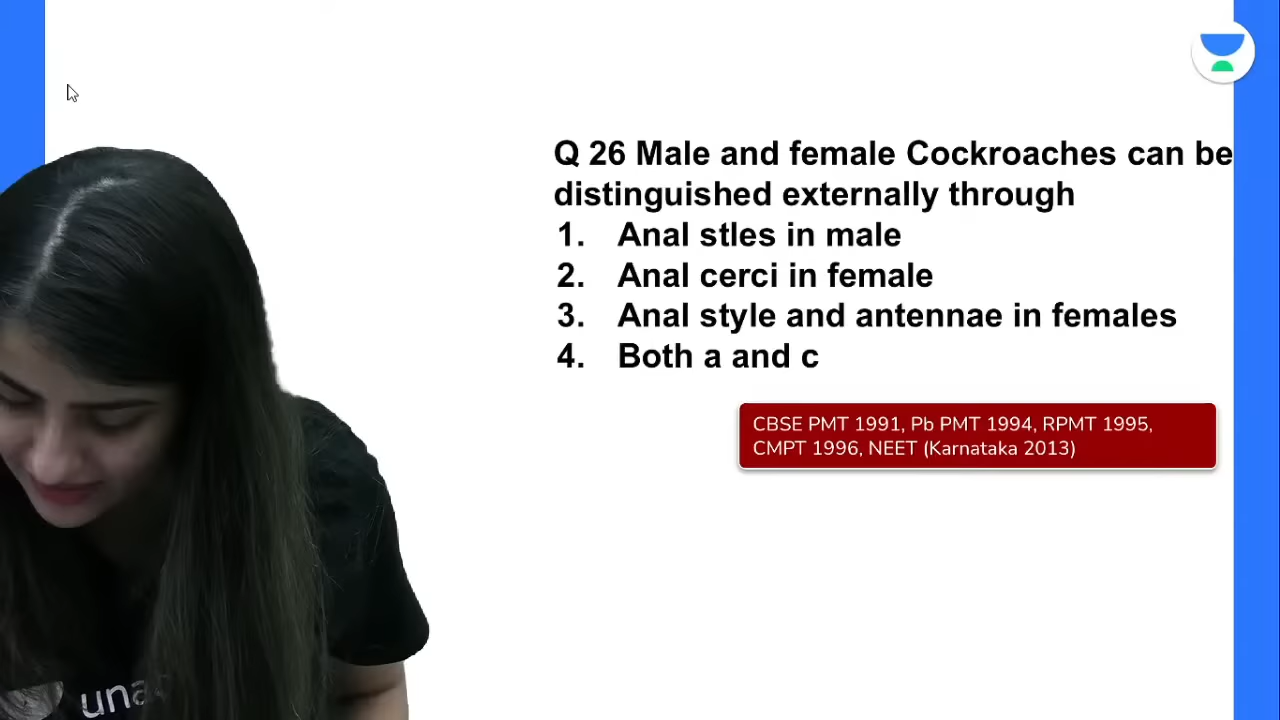 Q 26 Male and female Cockroaches can be
distinguished externally through
1. Anal stles in male
2. Anal cerci in female
3. Anal style and antennae in females
4. Both a and c
CBSE PMT 1991, Pb PMT 1994, RPMT 1995,
CMPT 1996, NEET (Karnataka 2013)
una